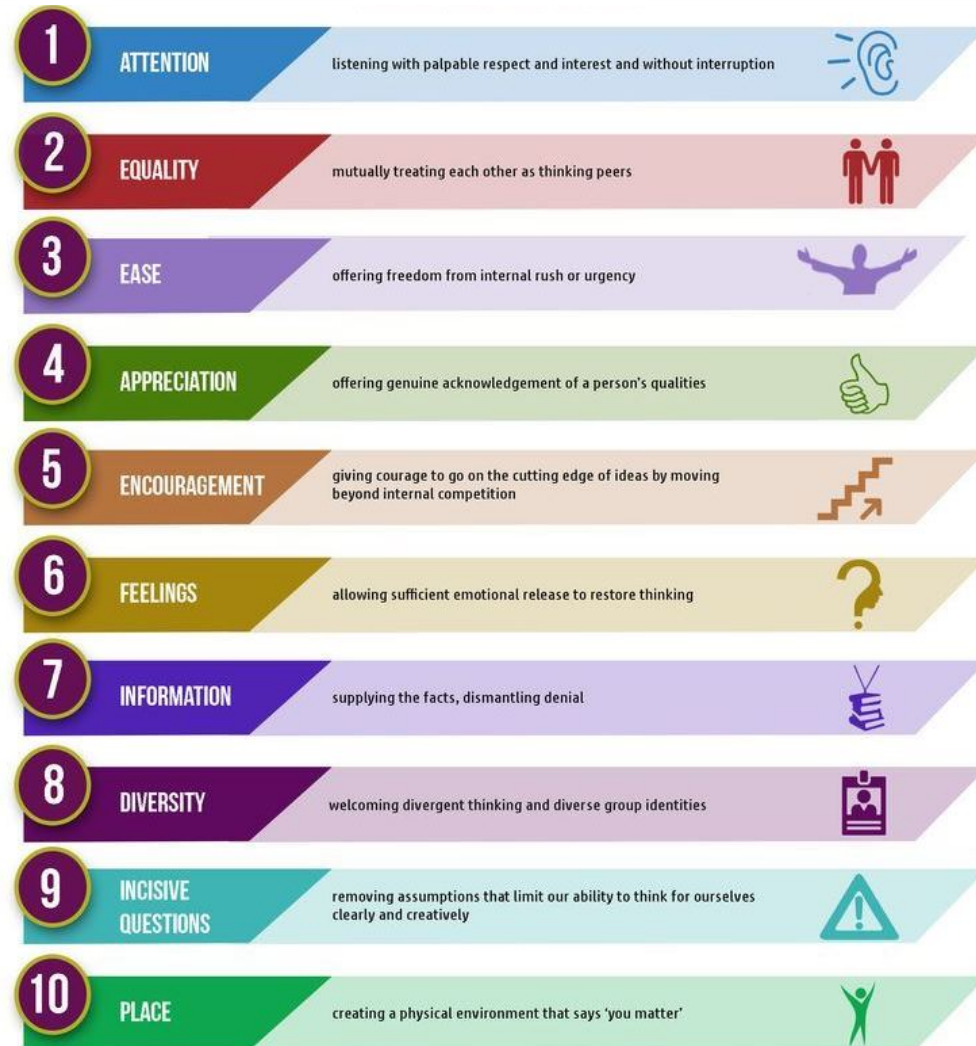 1
ATTENTION
listening with palpable respect and interest and without interruption
2
EQUALITY
mutually treating each other as thinking peers
3
EASE
offering freedom from internal rush or urgency
4
APPRECIATION
offering genuine acknowledgement of a person's qualities
5
ENCOURAGEMENT
giving courage to go on the cutting edge of ideas by moving
beyond internal competition
6
FEELINGS
allowing sufficient emotional release to restore thinking
7
INFORMATION
supplying the facts, dismantling denial
8
DIVERSITY
welcoming divergent thinking and diverse group identities
9
INCISIVE
QUESTIONS
removing assumptions that limit our ability to think for ourselves
clearly and creatively
10
PLACE
creating a physical environment that says ‘you matter’